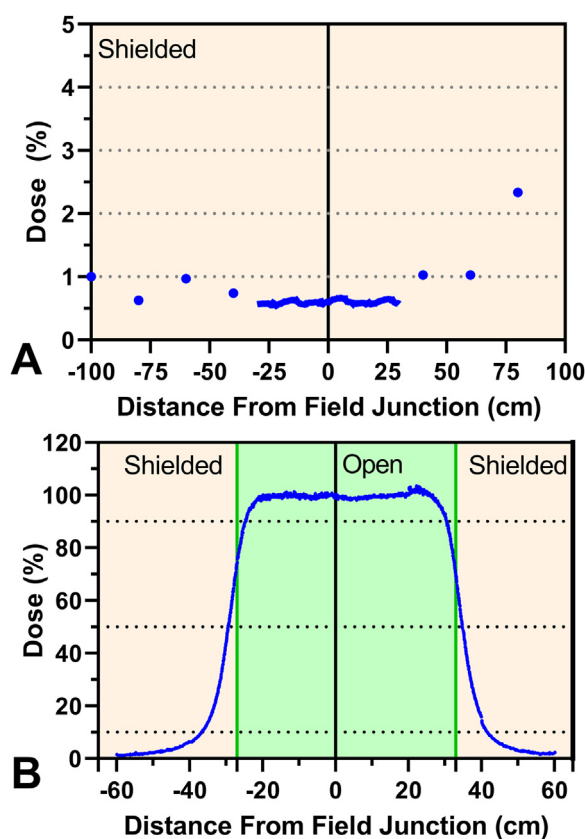 Shielded
5
4
3
2
1
0
Dose (%)
A
-100 -75 -50 -25 0 25 50 75 100
Distance From Field Junction (cm)
120
100
80
60
40
20
0
Dose (%)
Shielded Open Shielded
B
-60 -40 -20 0 20 40 60
Distance From Field Junction (cm)